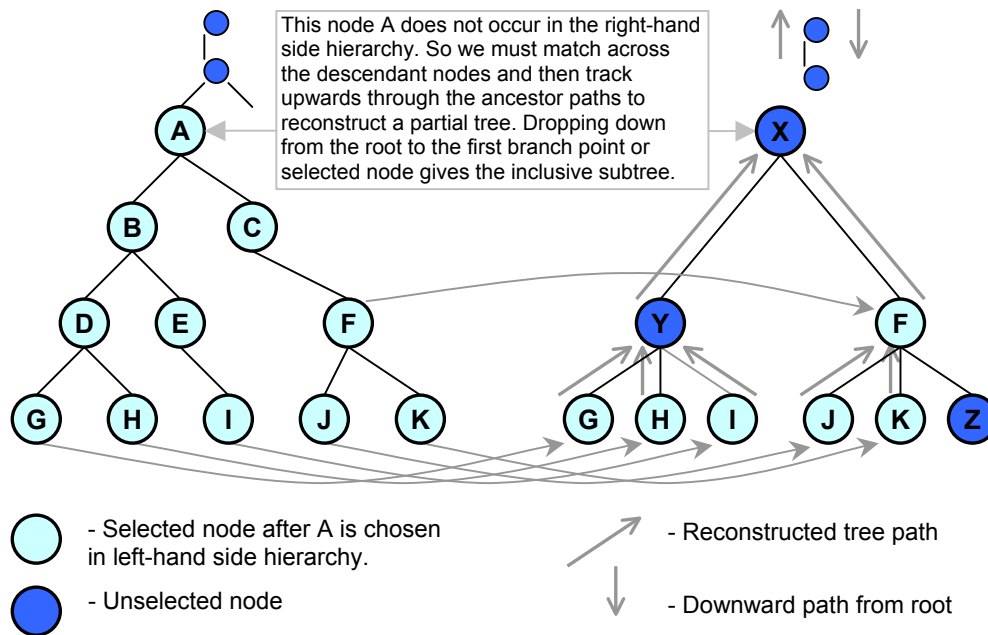 This node A does not occur in the right-hand
side hierarchy. So we must match across
the descendant nodes and then track
upwards through the ancestor paths to
reconstruct a partial tree. Dropping down
from the root to the first branch point or
selected node gives the inclusive subtree.
A
X
B
C
D
E
F
Y
F
G
H
I
J
K
G
H
I
J
K
Z
- Selected node after A is chosen
in left-hand side hierarchy.
- Reconstructed tree path
- Unselected node
- Downward path from root